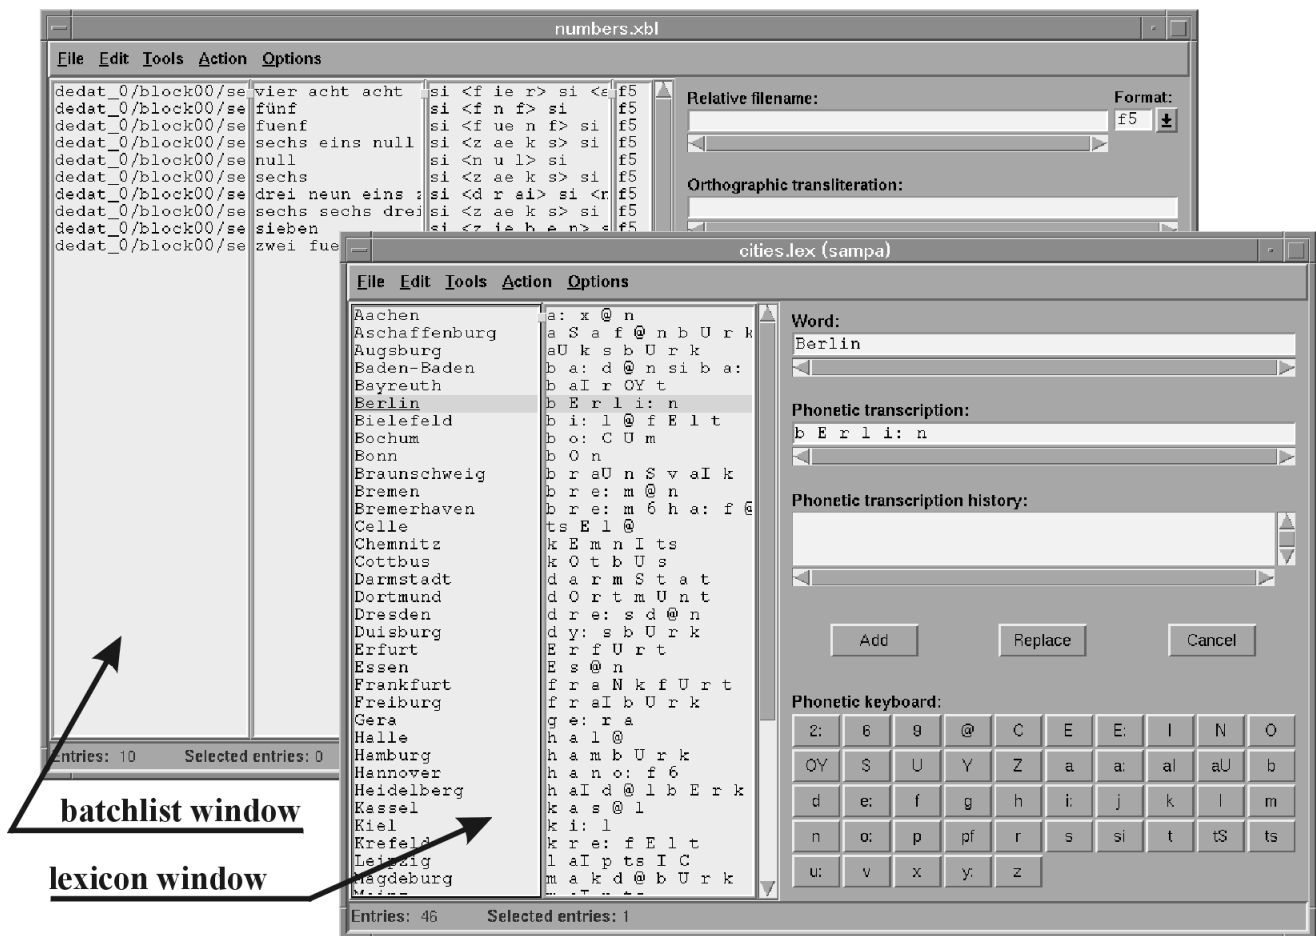 numbers.xbl
File Edit Tools Action Options
dedat_0/block00/se vier acht acht si <f ie r> si <a f5
dedat_0/block00/se fünf si <f n f> si f5
dedat_0/block00/se fuenf si <f ue n f> si f5
dedat_0/block00/se sechs eins null si <z ae k s> si f5
dedat_0/block00/se null si <n u l> si f5
dedat_0/block00/se sechs si <z ae k s> si f5
dedat_0/block00/se drei neun eins si <d r ai> si <n f5
dedat_0/block00/se sechs sechs drei si <z ae k s> si f5
dedat_0/block00/se sieben si <z ie b e n> s f5
dedat_0/block00/se zwei fue
Relative filename: Format:
f5
Orthographic transliteration:
Entries: 10 Selected entries: 0
cities.lex (sampa)
File Edit Tools Action Options
Aachen a: x @ n
Aschaffenburg a S a f @ n b U r k
Augsburg aU k s b U r k
Baden-Baden b a: d @ n si b a:
Bayreuth b aI r OY t
Berlin b E r l i: n
Bielefeld b i: l @ f E l t
Bochum b o: C U m
Bonn b O n
Braunschweig b r aU n S v aI k
Bremen b r e: m @ n
Bremerhaven b r e: m 6 h a: f @
Celle ts E l @
Chemnitz k E m n I ts
Cottbus k O t b U s
Darmstadt d a r m S t a t
Dortmund d O r t m U n t
Dresden d r e: s d @ n
Duisburg d y: s b U r k
Erfurt E r f U r t
Essen E s @ n
Frankfurt f r a N k f U r t
Freiburg f r aI b U r k
Gera g e: r a
Halle h a l @
Hamburg h a m b U r k
Hannover h a n o: f 6
Heidelberg h aI d @ l b E r k
Kassel k a s @ l
Kiel k i: l
Krefeld k r e: f E l t
Leipzig l aI p ts I C
Magdeburg m a k d @ b U r k
Word:
Berlin
Phonetic transcription:
b E r l i: n
Phonetic transcription history:
Add Replace Cancel
Phonetic keyboard:
2: 6 9 @ C E E: I N O
OY S U Y Z a a: aI aU b
d e: f g h i: j k l m
n o: p pf r s si t tS ts
u: v x y: z
Entries: 46 Selected entries: 1
batchlist window
lexicon window